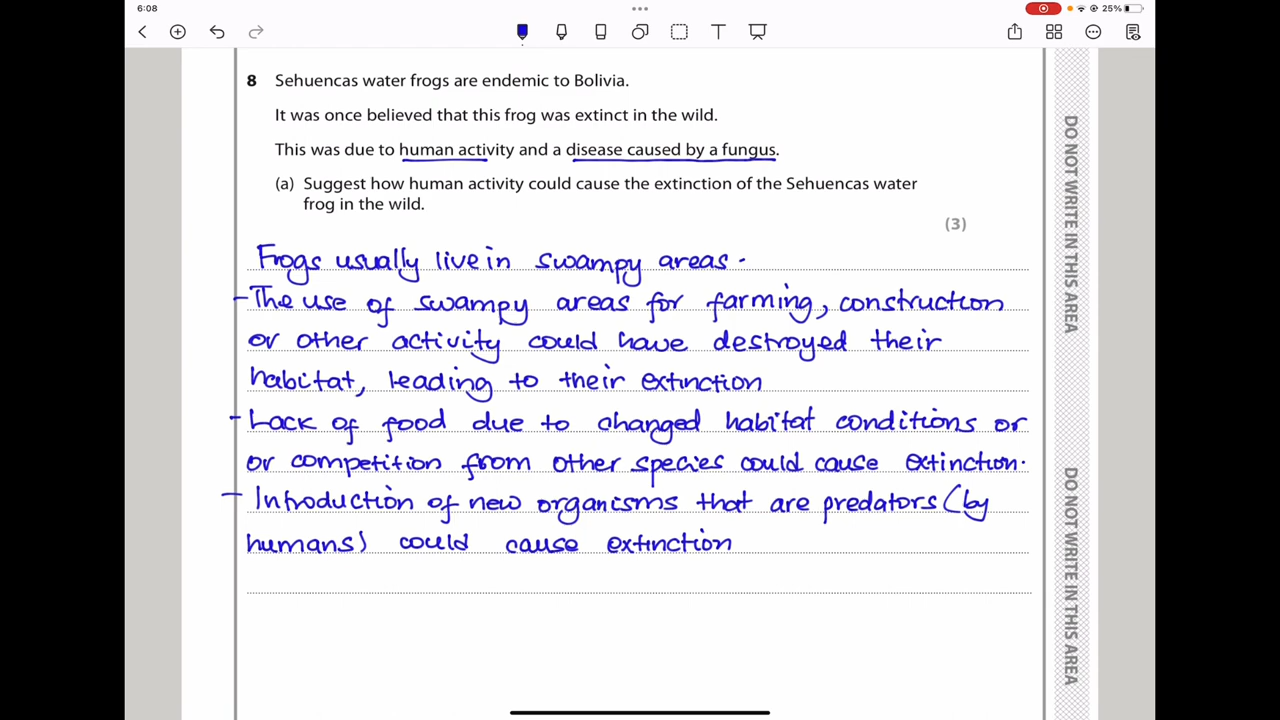 6:08
25%
8 Sehuencas water frogs are endemic to Bolivia.
It was once believed that this frog was extinct in the wild.
This was due to human activity and a disease caused by a fungus.
(a) Suggest how human activity could cause the extinction of the Sehuencas water
frog in the wild.
(3)
Frogs usually live in swampy areas.
- The use of swampy areas for farming, construction
or other activity could have destroyed their
habitat, leading to their extinction
- Lack of food due to changed habitat conditions or
or competition from other species could cause extinction.
- Introduction of new organisms that are predators (by
humans) could cause extinction
DO NOT WRITE IN THIS AREA
DO NOT WRITE IN THIS AREA